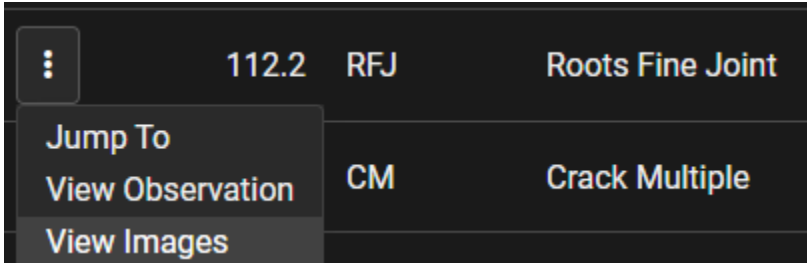 112.2 RFJ Roots Fine Joint
Jump To
View Observation
CM Crack Multiple
View Images